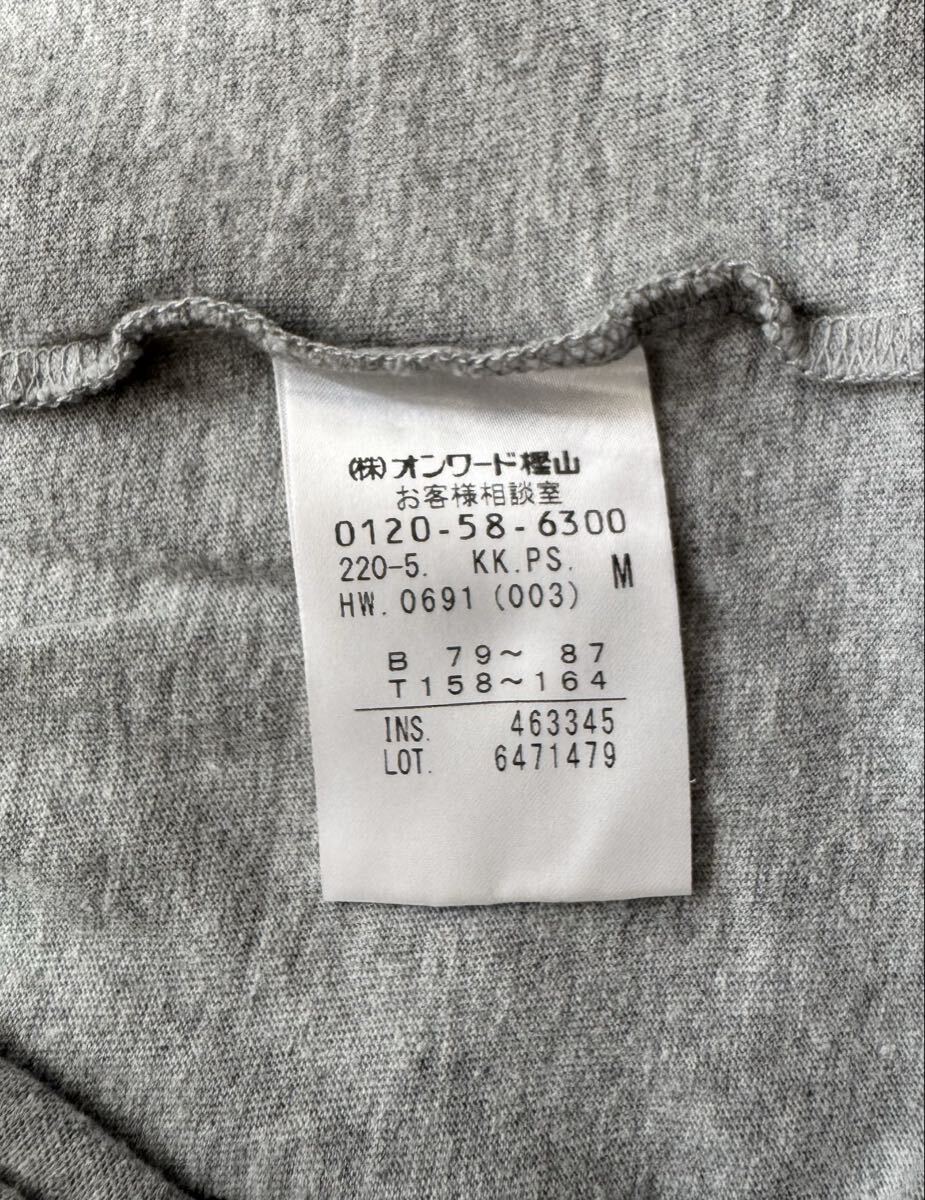 (株)オンワード樫山
お客様相談室
0120-58-6300
220-5. KK.PS. M
HW.0691(003)
B 79～ 87
T158～164
INS. 463345
LOT. 6471479